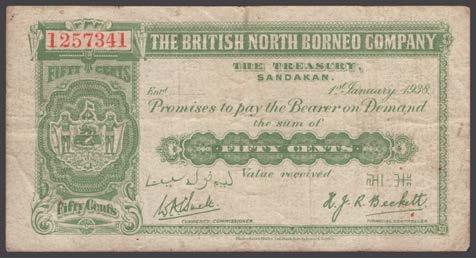 1257341
FIFTY CENTS
THE BRITISH NORTH BORNEO COMPANY
THE TREASURY,
SANDAKAN.
1st January 1938.
Promises to pay the Bearer on Demand
the sum of
FIFTY CENTS
Value received
Fifty Cents
H. J. R. Beckett
CURRENCY COMMISSIONER.
FINANCIAL CONTROLLER.